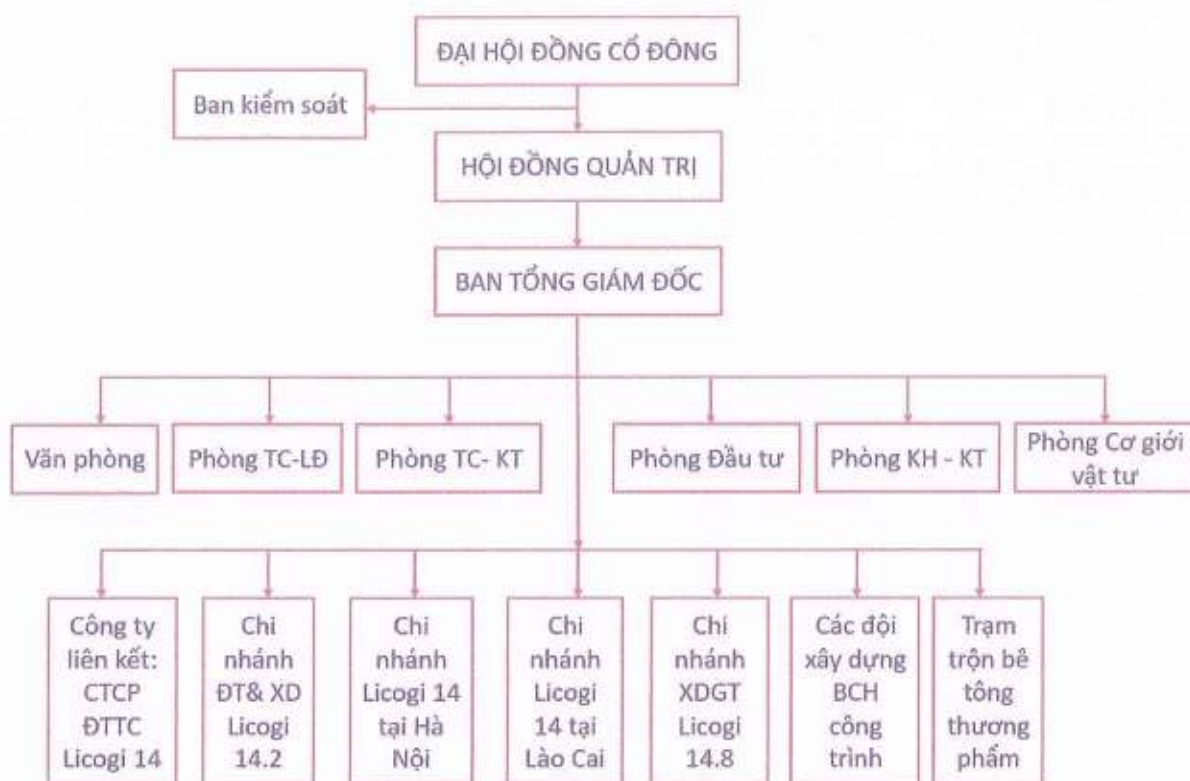 ĐẠI HỘI ĐỒNG CỔ ĐÔNG
Ban kiểm soát
HỘI ĐỒNG QUẢN TRỊ
BAN TỔNG GIÁM ĐỐC
Văn phòng
Phòng TC-LĐ
Phòng TC- KT
Phòng Đầu tư
Phòng KH - KT
Phòng Cơ giới
vật tư
Công ty
liên kết:
CTCP
ĐTTC
Licogi 14
Chi
nhánh
ĐT& XD
Licogi
14.2
Chi
nhánh
Licogi 14
tại Hà
Nội
Chi
nhánh
Licogi
14 tại
Lào Cai
Chi
nhánh
XDGT
Licogi
14.8
Các đội
xây dựng
BCH
công
trình
Trạm
trộn bê
tông
thương
phẩm